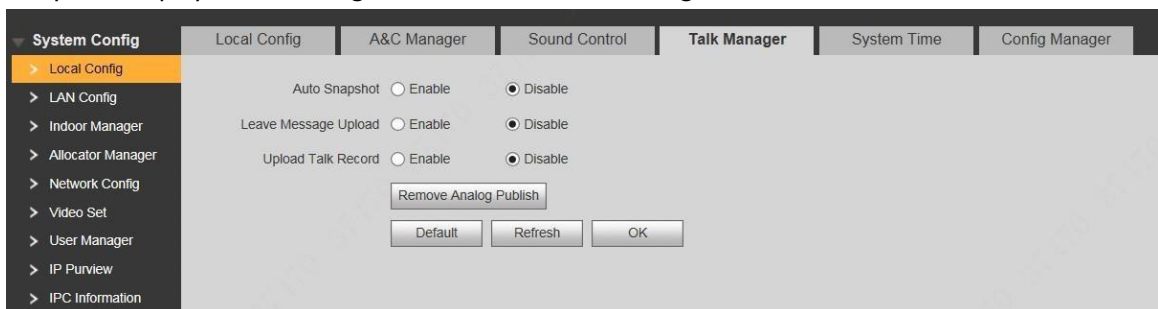 System Config
Local Config
LAN Config
Indoor Manager
Allocator Manager
Network Config
Video Set
User Manager
IP Purview
IPC Information
Local Config A&C Manager Sound Control Talk Manager System Time Config Manager
Auto Snapshot Enable Disable
Leave Message Upload Enable Disable
Upload Talk Record Enable Disable
Remove Analog Publish
Default Refresh OK